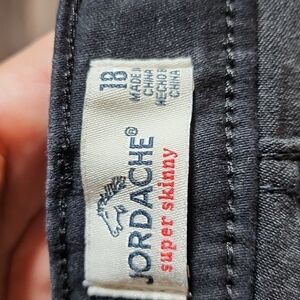 18
MADE IN
CHINA
HECHO EN
CHINA
JORDACHE®
super skinny